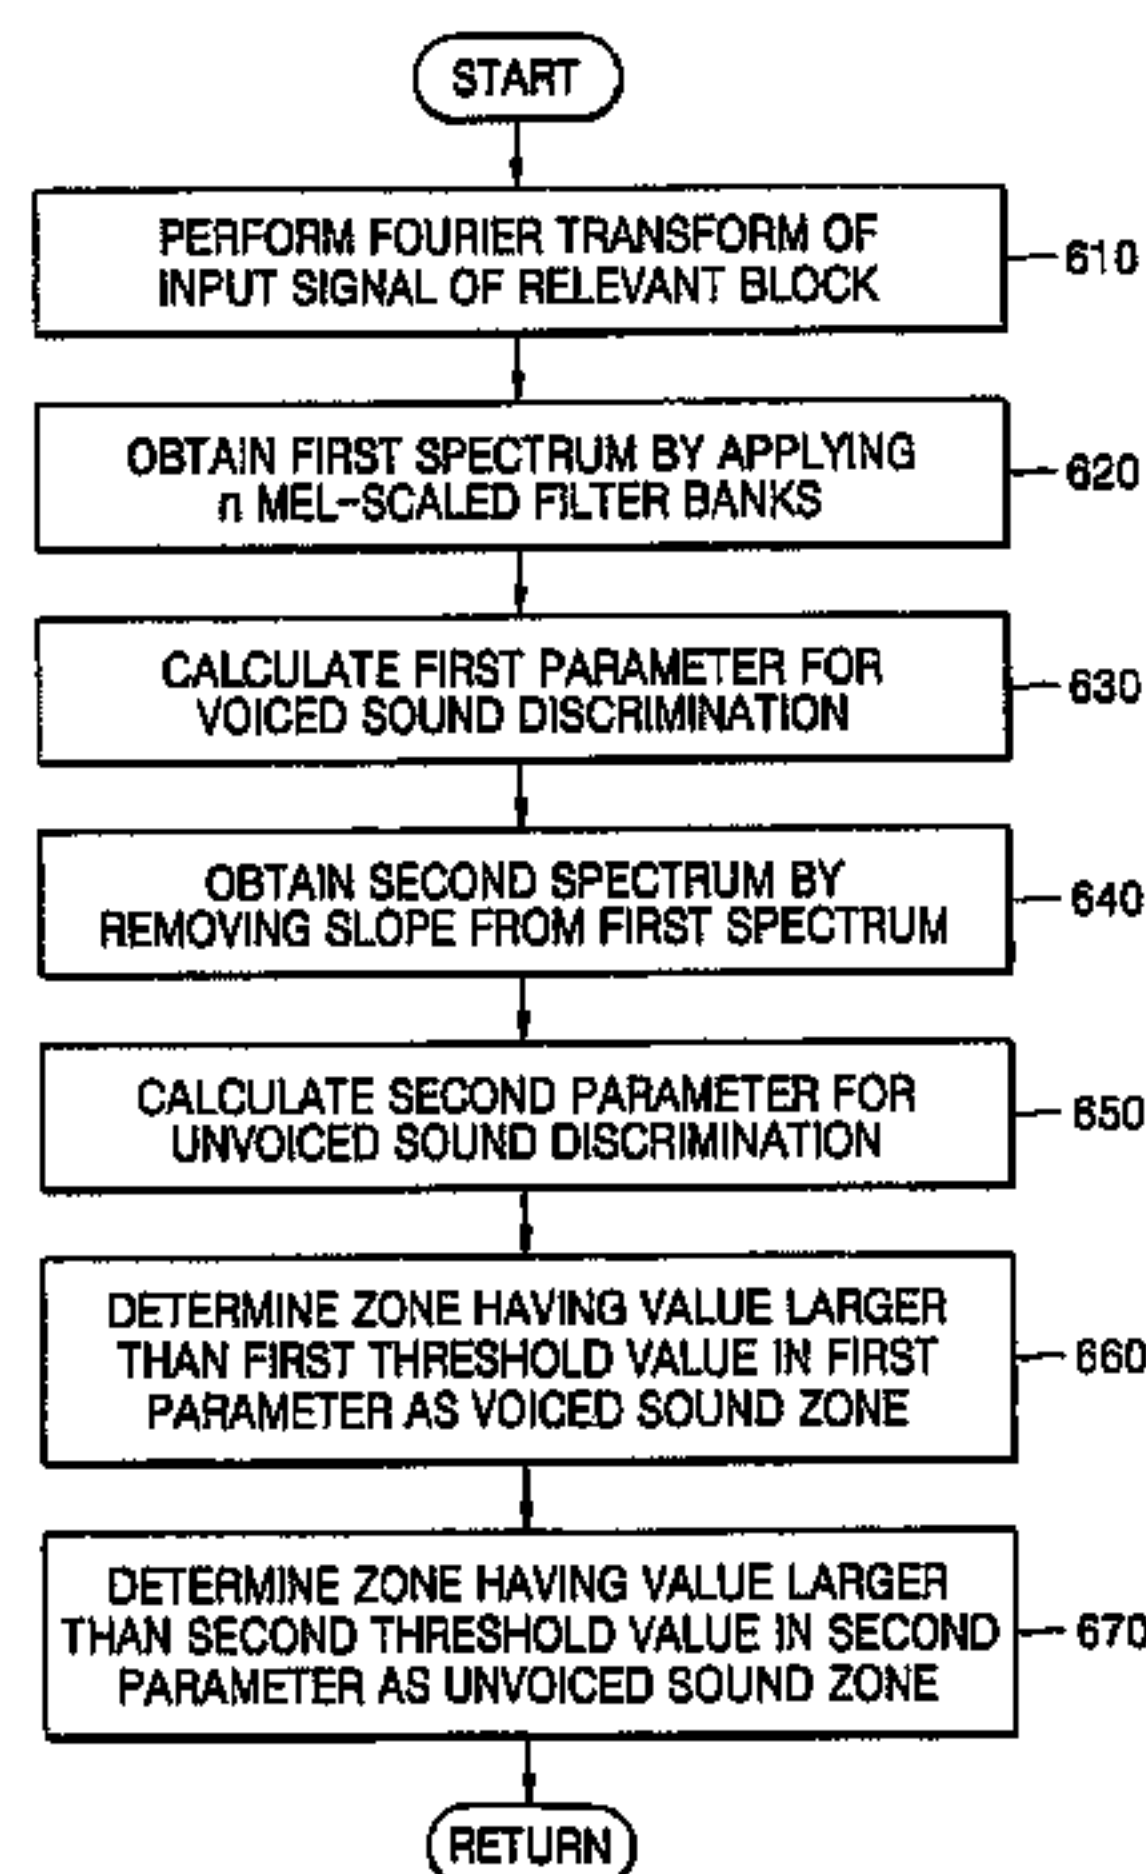 START
PERFORM FOURIER TRANSFORM OF
INPUT SIGNAL OF RELEVANT BLOCK
610
OBTAIN FIRST SPECTRUM BY APPLYING
n MEL-SCALED FILTER BANKS
620
CALCULATE FIRST PARAMETER FOR
VOICED SOUND DISCRIMINATION
630
OBTAIN SECOND SPECTRUM BY
REMOVING SLOPE FROM FIRST SPECTRUM
640
CALCULATE SECOND PARAMETER FOR
UNVOICED SOUND DISCRIMINATION
650
DETERMINE ZONE HAVING VALUE LARGER
THAN FIRST THRESHOLD VALUE IN FIRST
PARAMETER AS VOICED SOUND ZONE
660
DETERMINE ZONE HAVING VALUE LARGER
THAN SECOND THRESHOLD VALUE IN SECOND
PARAMETER AS UNVOICED SOUND ZONE
670
RETURN